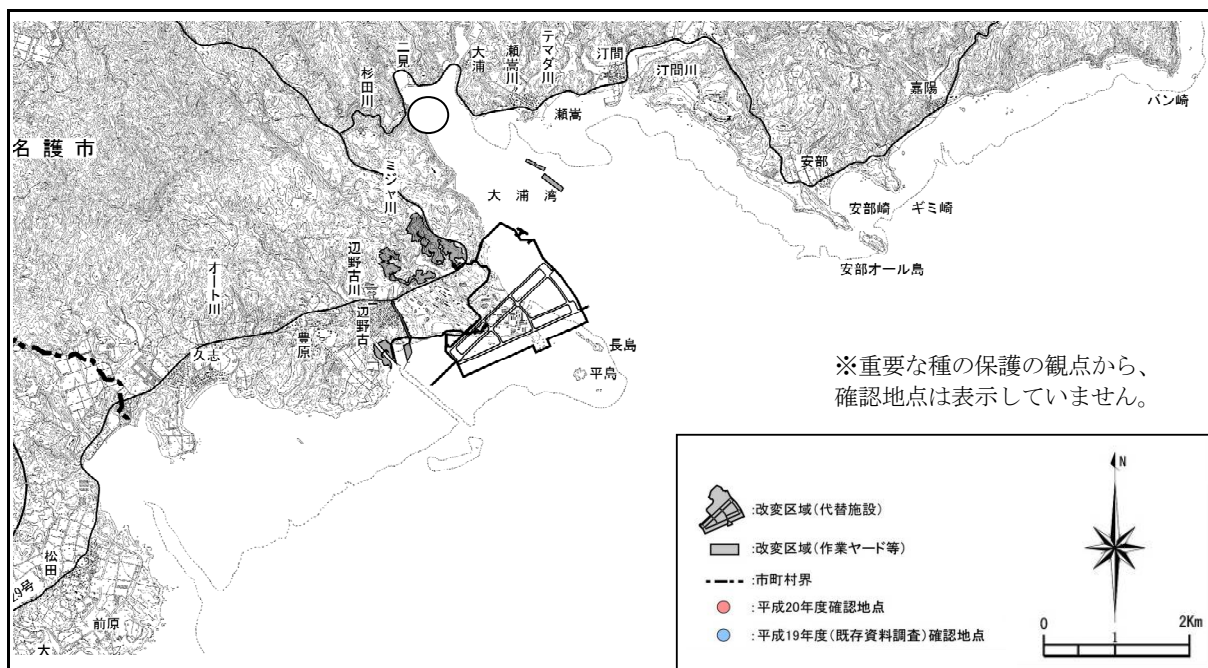 二見
大浦
瀬嵩川
テマダ川
汀間
杉田川
汀間川
嘉陽
バン崎
瀬嵩
名護市
ミジャ川
大浦湾
安部
安部崎
ギミ崎
安部オール島
辺野古川
オート川
辺野古
豊原
久志
長島
平島
※重要な種の保護の観点から、
確認地点は表示していません。
N
:改変区域(代替施設)
:改変区域(作業ヤード等)
:市町村界
:平成20年度確認地点
:平成19年度(既存資料調査)確認地点
0
1
2Km
松田
29号
前原
大